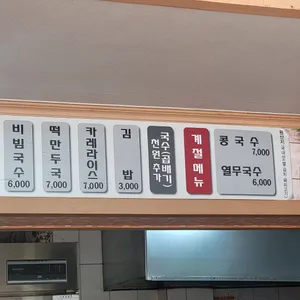 비빔국수
6,000
떡만두국
7,000
카레라이스
7,000
김밥
3,000
국수곱빼기
천원추가
계절메뉴
콩국수
7,000
열무국수
6,000